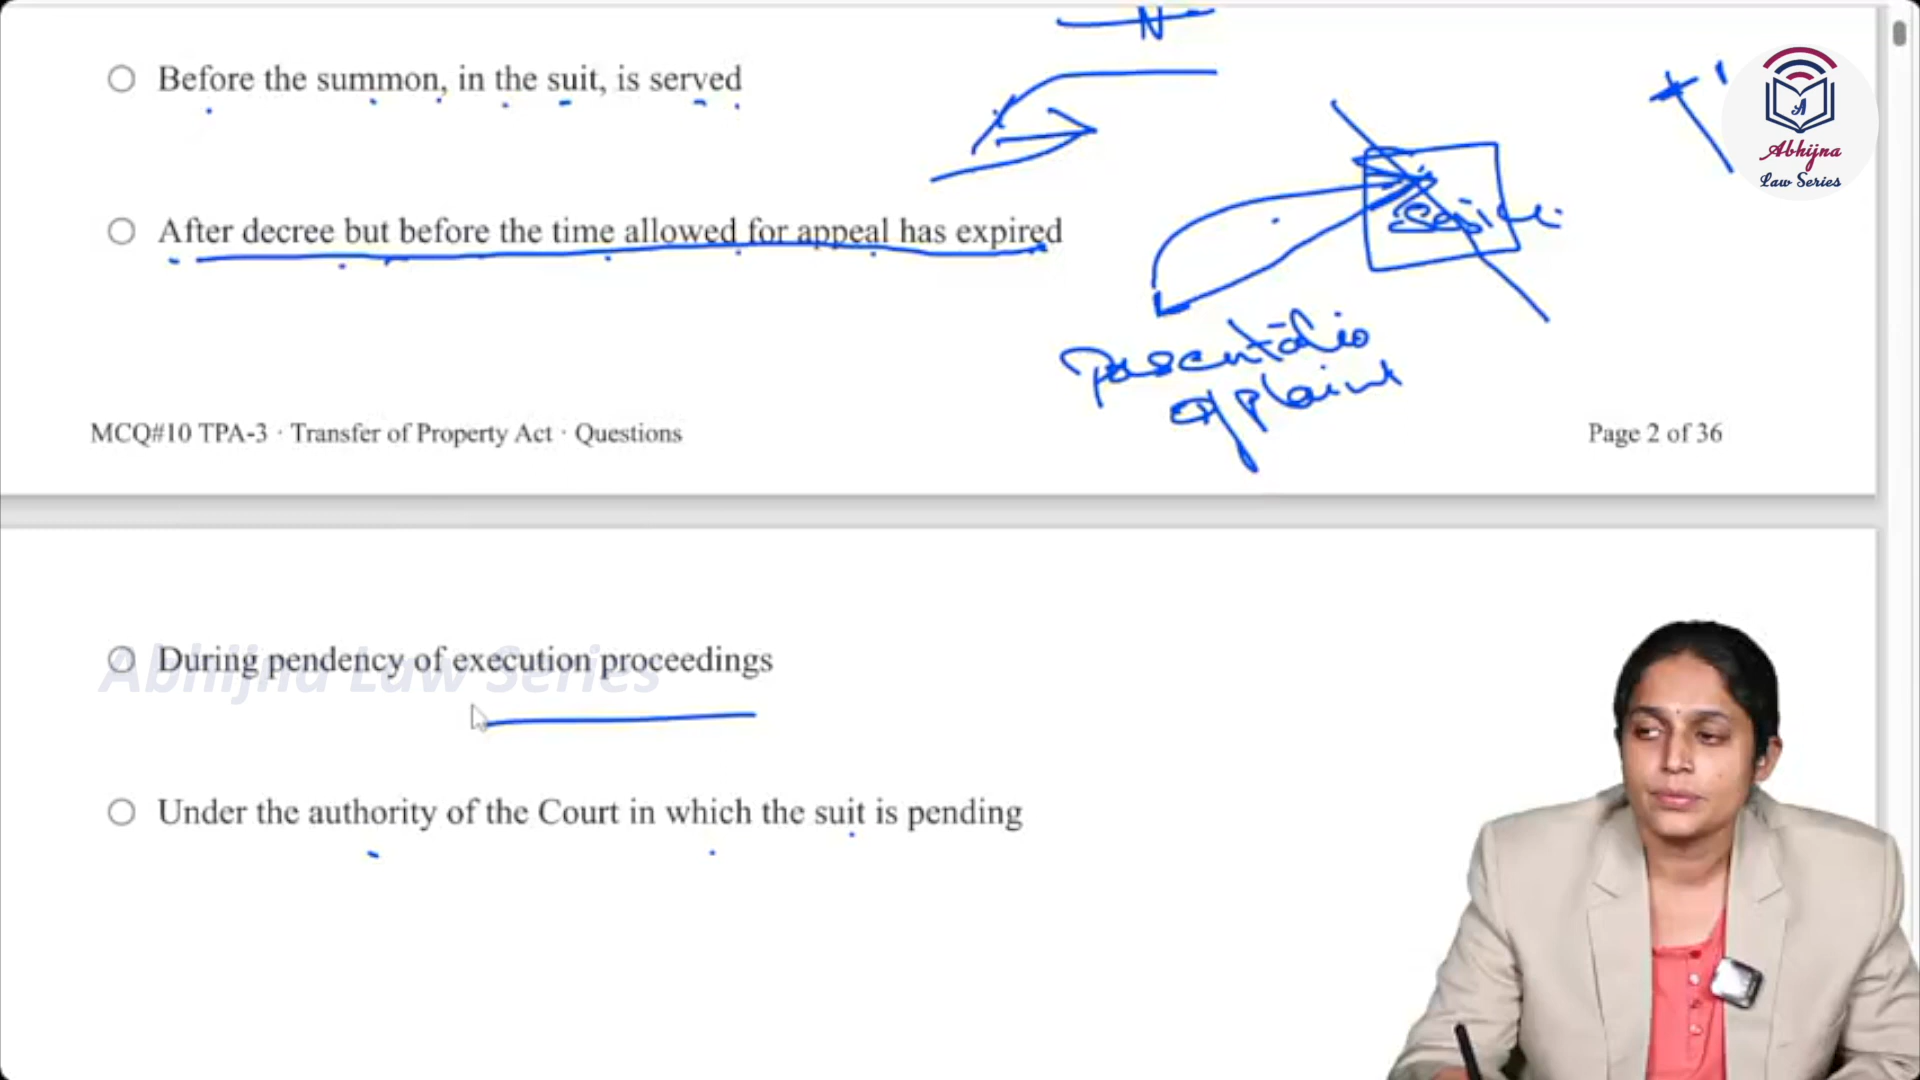 N
Before the summon, in the suit, is served
Abhijna
Law Series
After decree but before the time allowed for appeal has expired
of plaint
MCQ#10 TPA-3 · Transfer of Property Act · Questions
Page 2 of 36
Abhijna Law Series
During pendency of execution proceedings
Under the authority of the Court in which the suit is pending